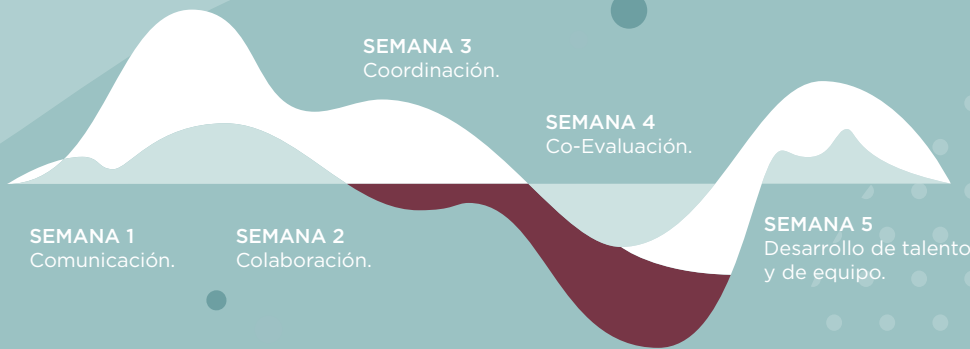 SEMANA 1
Comunicación.
SEMANA 2
Colaboración.
SEMANA 3
Coordinación.
SEMANA 4
Co-Evaluación.
SEMANA 5
Desarrollo de talento
y de equipo.